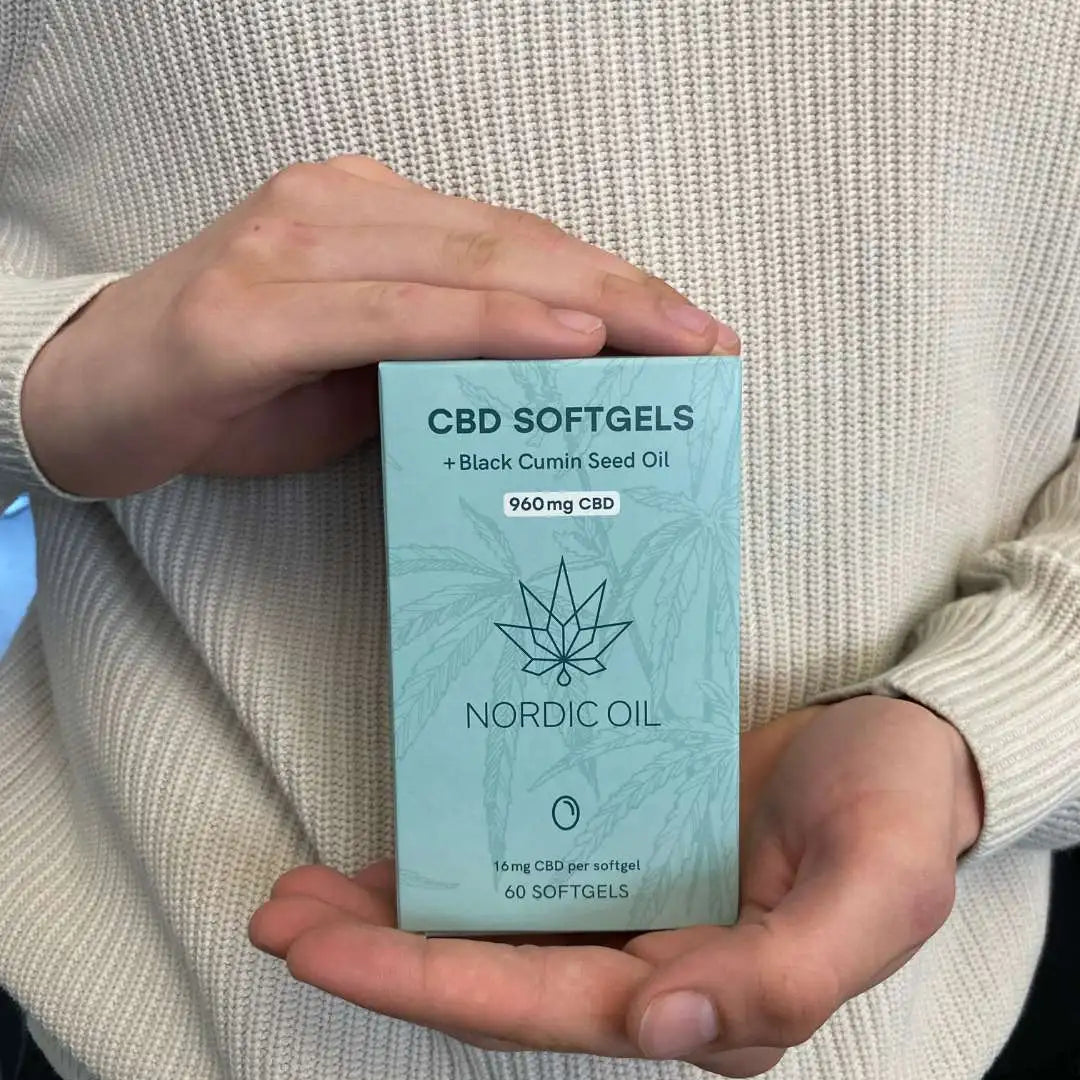 CBD SOFTGELS
+Black Cumin Seed Oil
960mg CBD
NORDIC OIL
16mg CBD per softgel
60 SOFTGELS